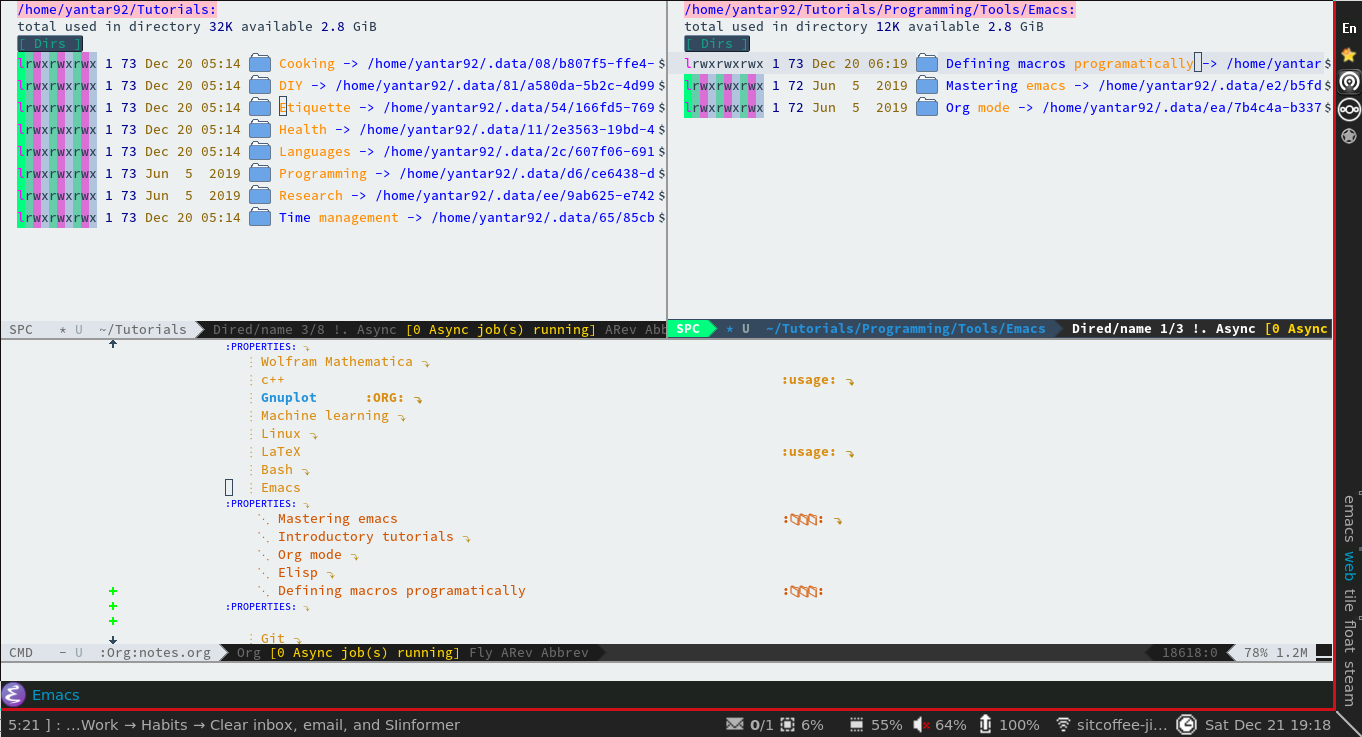 /home/yantar92/Tutorials:
total used in directory 32K available 2.8 GiB
[ Dirs ]
lrwxrwxrwx 1 73 Dec 20 05:14 Cooking -> /home/yantar92/.data/08/b807f5-ffe4-$
lrwxrwxrwx 1 73 Dec 20 05:14 DIY -> /home/yantar92/.data/81/a580da-5b2c-4d99$
lrwxrwxrwx 1 73 Dec 20 05:14 Etiquette -> /home/yantar92/.data/54/166fd5-769$
lrwxrwxrwx 1 73 Dec 20 05:14 Health -> /home/yantar92/.data/11/2e3563-19bd-4$
lrwxrwxrwx 1 73 Dec 20 05:14 Languages -> /home/yantar92/.data/2c/607f06-691$
lrwxrwxrwx 1 73 Jun 5 2019 Programming -> /home/yantar92/.data/d6/ce6438-d$
lrwxrwxrwx 1 73 Jun 5 2019 Research -> /home/yantar92/.data/ee/9ab625-e742$
lrwxrwxrwx 1 73 Dec 20 05:14 Time management -> /home/yantar92/.data/65/85cb$
SPC * U ~/Tutorials Dired/name 3/8 !. Async [0 Async job(s) running] ARev Abb
/home/yantar92/Tutorials/Programming/Tools/Emacs:
total used in directory 12K available 2.8 GiB
[ Dirs ]
lrwxrwxrwx 1 73 Dec 20 06:19 Defining macros programatically -> /home/yantar$
lrwxrwxrwx 1 72 Jun 5 2019 Mastering emacs -> /home/yantar92/.data/e2/b5fd$
lrwxrwxrwx 1 72 Jun 5 2019 Org mode -> /home/yantar92/.data/ea/7b4c4a-b337$
SPC * U ~/Tutorials/Programming/Tools/Emacs Dired/name 1/3 !. Async [0 Async
:PROPERTIES:
Wolfram Mathematica
c++ :usage:
Gnuplot :ORG:
Machine learning
Linux
LaTeX :usage:
Bash
Emacs
:PROPERTIES:
Mastering emacs
Introductory tutorials
Org mode
Elisp
Defining macros programatically
:PROPERTIES:
Git
CMD - U :Org:notes.org Org [0 Async job(s) running] Fly ARev Abbrev 18618:0 78% 1.2M
Emacs
5:21 ] : ...Work → Habits → Clear inbox, email, and SIinformer 0/1 6% 55% 64% 100% sitcoffee-ji... Sat Dec 21 19:18
En
emacs web tile float steam